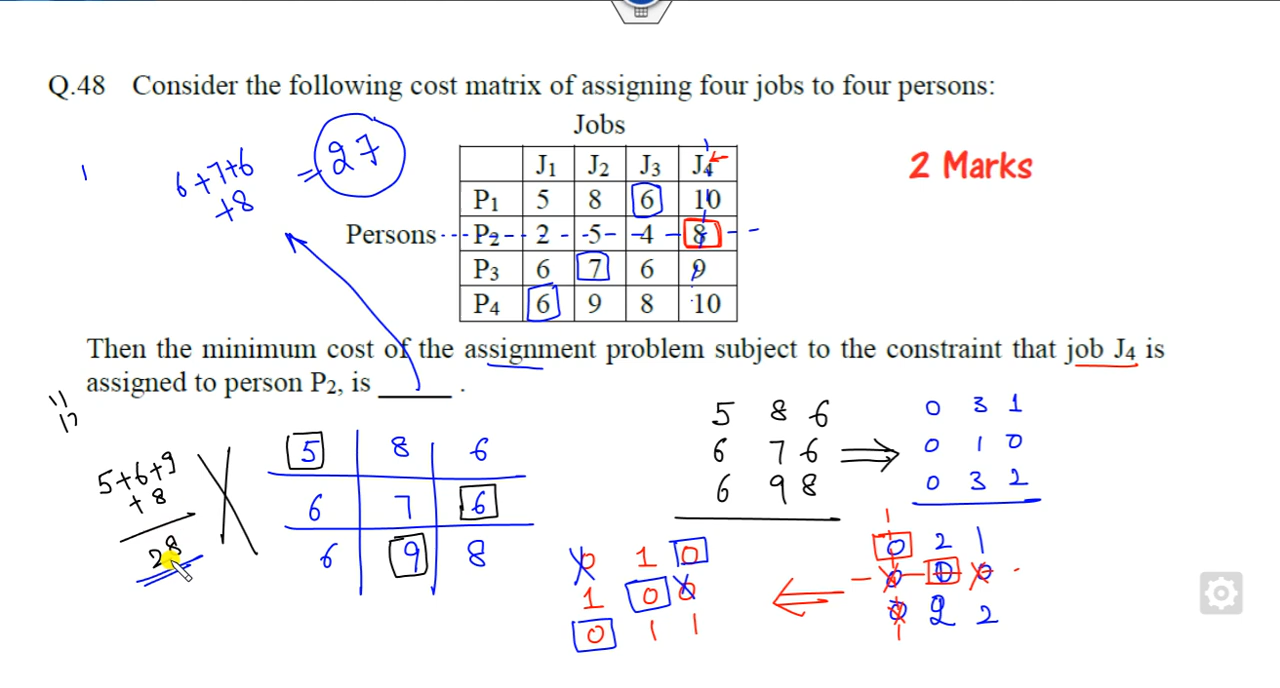 Q.48 Consider the following cost matrix of assigning four jobs to four persons:
Jobs
J1 J2 J3 J4
P1 5 8 6 10
Persons P2 2 5 4 8
P3 6 7 6 9
P4 6 9 8 10
2 Marks
6+7+6
+8
= 27
Then the minimum cost of the assignment problem subject to the constraint that job J4 is
assigned to person P2, is ______ .
5+6+9
+ 8
28
5 8 6
6 7 6
6 9 8
5 8 6
6 7 6
6 9 8
⇒
0 3 1
0 1 0
0 3 2
0 2 1
0 0 0
0 2 2
0 1 0
1 0 0
0 1 1